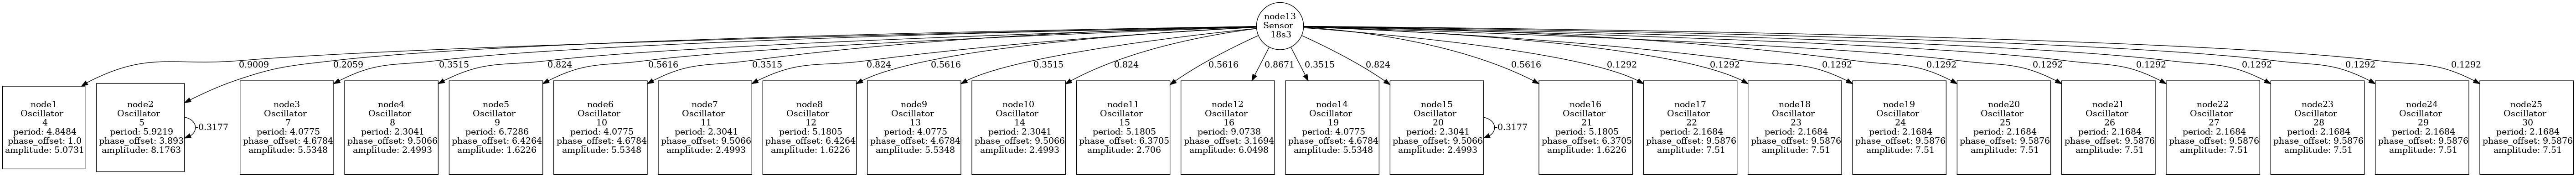 node13
Sensor
18s3
0.9009
0.2059
-0.3515
0.824
-0.5616
-0.3515
0.824
-0.5616
-0.3515
0.824
-0.5616
-0.8671
-0.3515
0.824
-0.5616
-0.1292
-0.1292
-0.1292
-0.1292
-0.1292
-0.1292
-0.1292
-0.1292
-0.1292
node1
Oscillator
4
period: 4.8484
phase_offset: 1.0
amplitude: 5.0731
node2
Oscillator
5
period: 5.9219
phase_offset: 3.893
amplitude: 8.1763
-0.3177
node3
Oscillator
7
period: 4.0775
phase_offset: 4.6784
amplitude: 5.5348
node4
Oscillator
8
period: 2.3041
phase_offset: 9.5066
amplitude: 2.4993
node5
Oscillator
9
period: 6.7286
phase_offset: 6.4264
amplitude: 1.6226
node6
Oscillator
10
period: 4.0775
phase_offset: 4.6784
amplitude: 5.5348
node7
Oscillator
11
period: 2.3041
phase_offset: 9.5066
amplitude: 2.4993
node8
Oscillator
12
period: 5.1805
phase_offset: 6.4264
amplitude: 1.6226
node9
Oscillator
13
period: 4.0775
phase_offset: 4.6784
amplitude: 5.5348
node10
Oscillator
14
period: 2.3041
phase_offset: 9.5066
amplitude: 2.4993
node11
Oscillator
15
period: 5.1805
phase_offset: 6.3705
amplitude: 2.706
node12
Oscillator
16
period: 9.0738
phase_offset: 3.1694
amplitude: 6.0498
node14
Oscillator
19
period: 4.0775
phase_offset: 4.6784
amplitude: 5.5348
node15
Oscillator
20
period: 2.3041
phase_offset: 9.5066
amplitude: 2.4993
-0.3177
node16
Oscillator
21
period: 5.1805
phase_offset: 6.3705
amplitude: 1.6226
node17
Oscillator
22
period: 2.1684
phase_offset: 9.5876
amplitude: 7.51
node18
Oscillator
23
period: 2.1684
phase_offset: 9.5876
amplitude: 7.51
node19
Oscillator
24
period: 2.1684
phase_offset: 9.5876
amplitude: 7.51
node20
Oscillator
25
period: 2.1684
phase_offset: 9.5876
amplitude: 7.51
node21
Oscillator
26
period: 2.1684
phase_offset: 9.5876
amplitude: 7.51
node22
Oscillator
27
period: 2.1684
phase_offset: 9.5876
amplitude: 7.51
node23
Oscillator
28
period: 2.1684
phase_offset: 9.5876
amplitude: 7.51
node24
Oscillator
29
period: 2.1684
phase_offset: 9.5876
amplitude: 7.51
node25
Oscillator
30
period: 2.1684
phase_offset: 9.5876
amplitude: 7.51